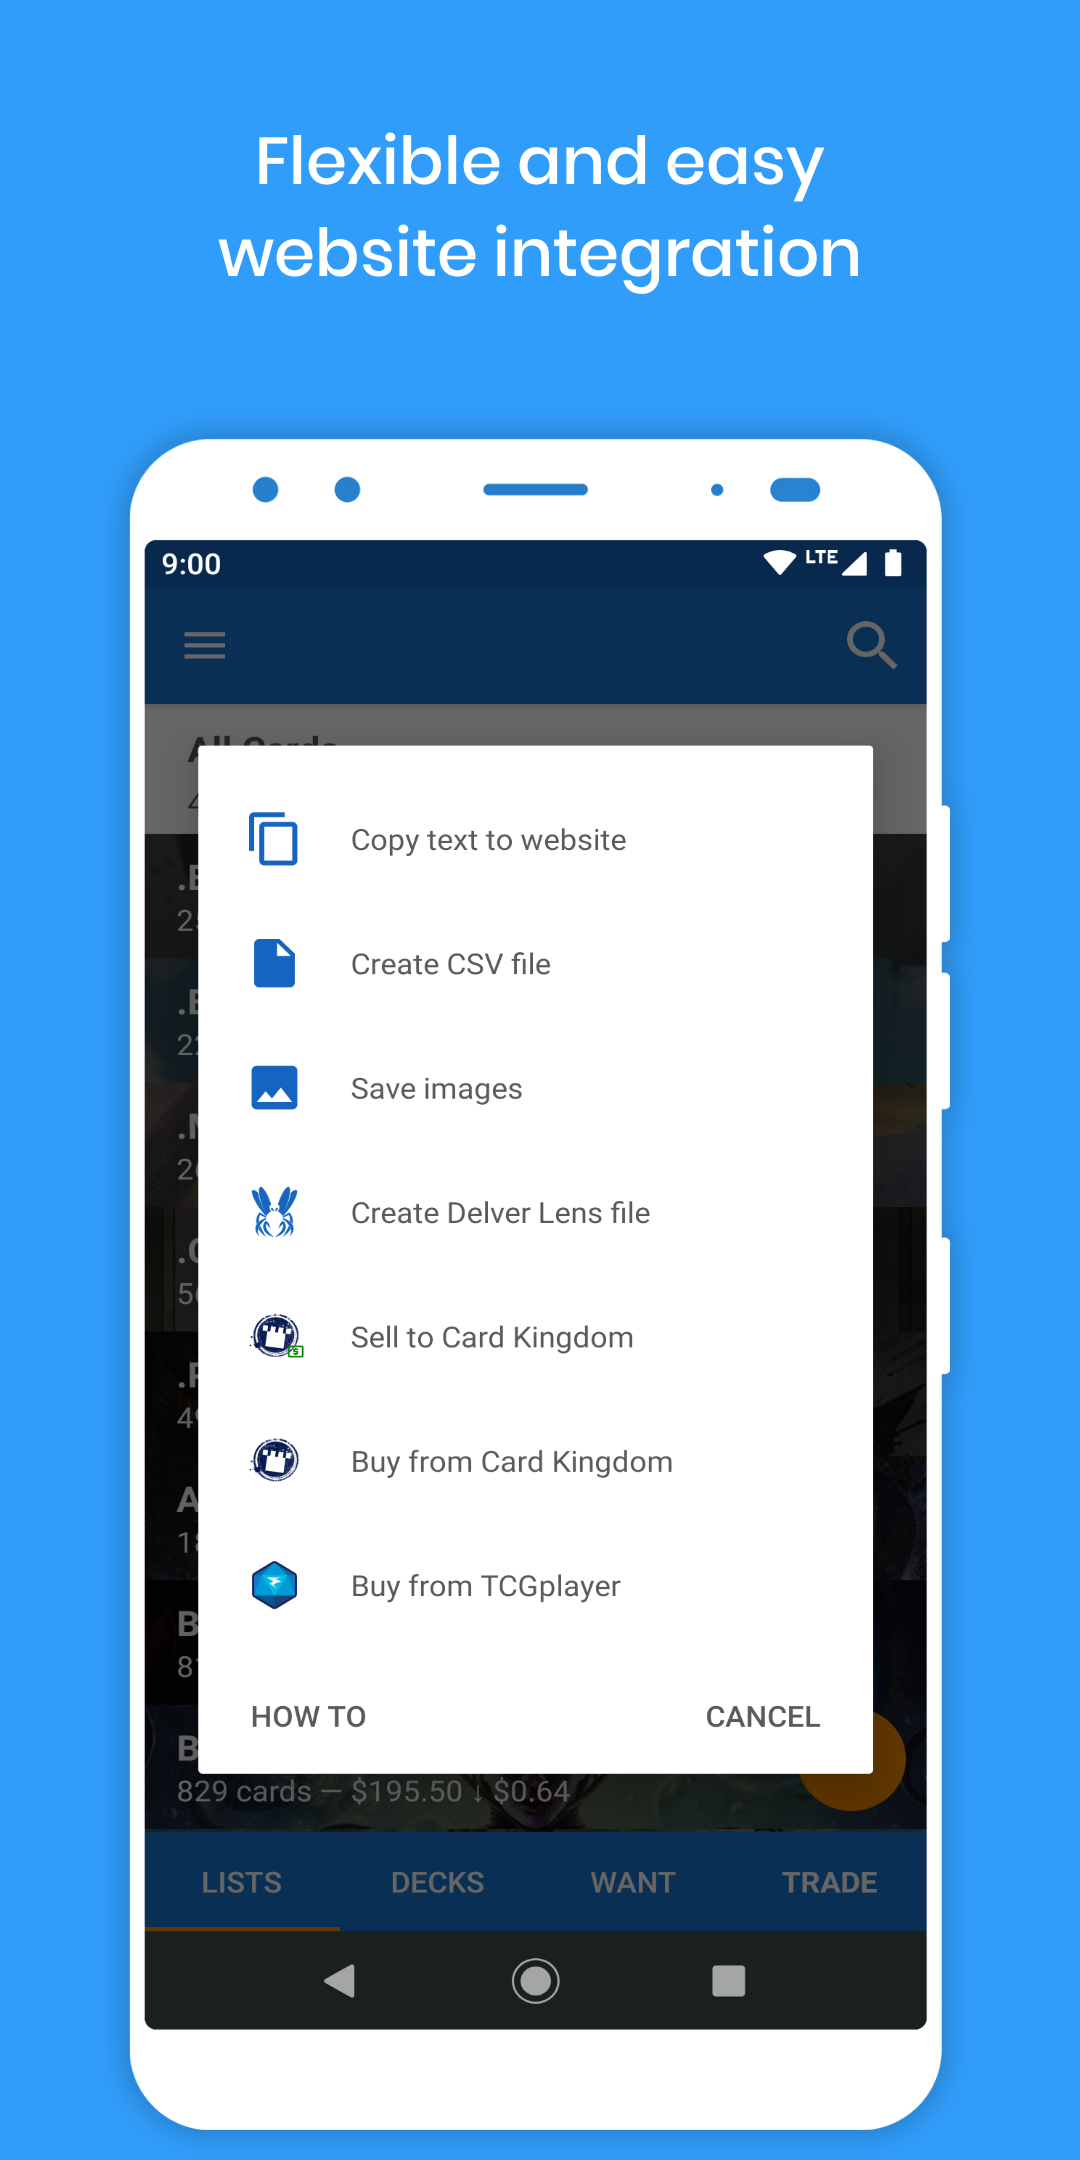 Flexible and easy
website integration
9:00
LTE
All Cards
Copy text to website
Create CSV file
Save images
Create Delver Lens file
Sell to Card Kingdom
Buy from Card Kingdom
Buy from TCGplayer
HOW TO
CANCEL
829 cards — $195.50 ↓ $0.64
LISTS
DECKS
WANT
TRADE